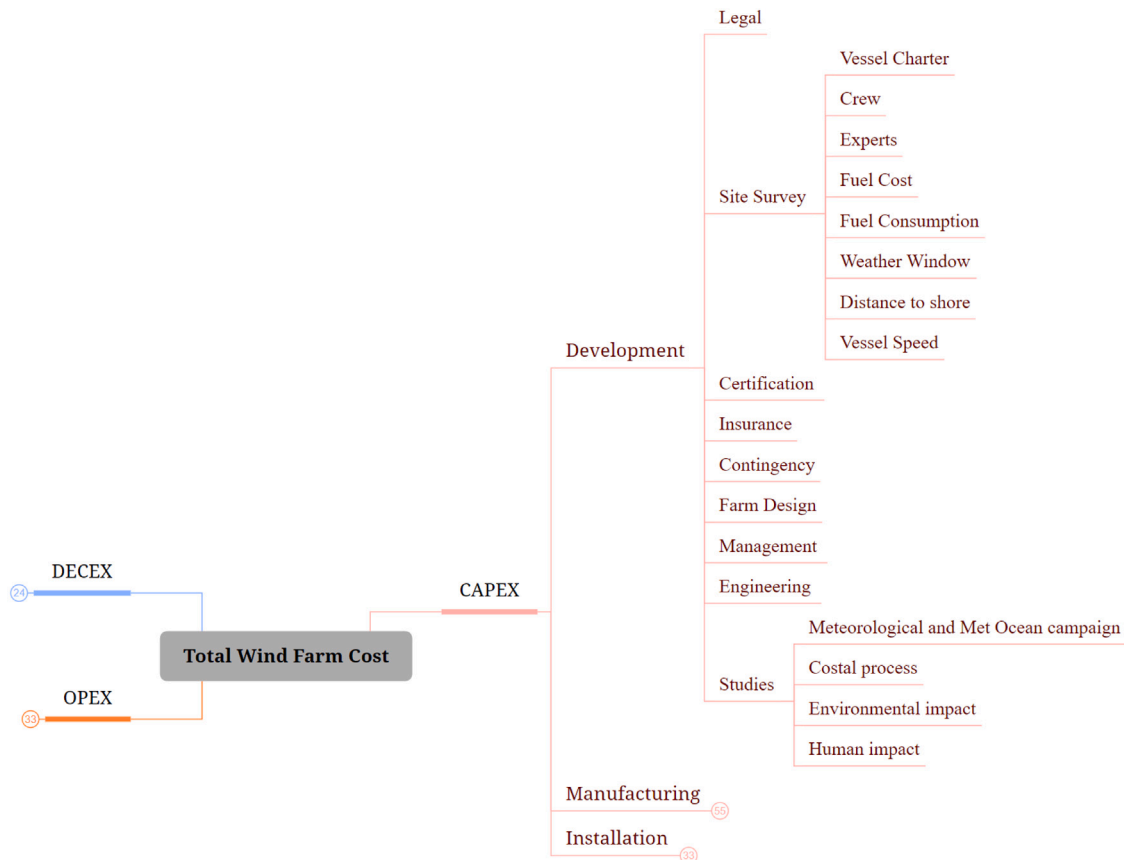 Legal
Vessel Charter
Crew
Experts
Site Survey
Fuel Cost
Fuel Consumption
Weather Window
Distance to shore
Vessel Speed
Development
Certification
Insurance
Contingency
Farm Design
Management
Engineering
DECEX
24
CAPEX
Total Wind Farm Cost
OPEX
33
Meteorological and Met Ocean campaign
Costal process
Studies
Environmental impact
Human impact
Manufacturing
55
Installation
33